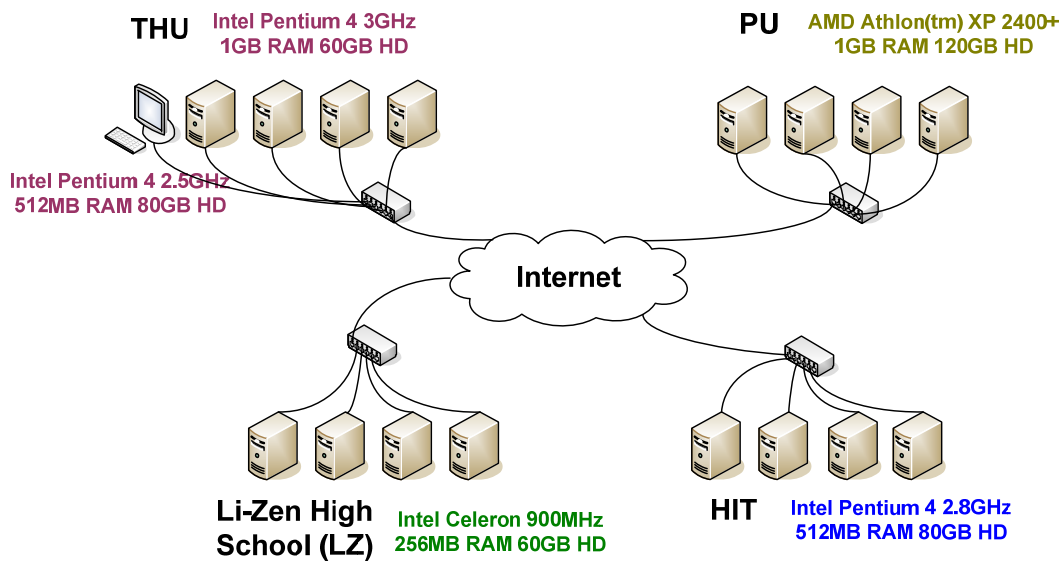 THU
Intel Pentium 4 3GHz
1GB RAM 60GB HD
PU
AMD Athlon(tm) XP 2400+
1GB RAM 120GB HD
Intel Pentium 4 2.5GHz
512MB RAM 80GB HD
Internet
Li-Zen High
School (LZ)
Intel Celeron 900MHz
256MB RAM 60GB HD
HIT
Intel Pentium 4 2.8GHz
512MB RAM 80GB HD